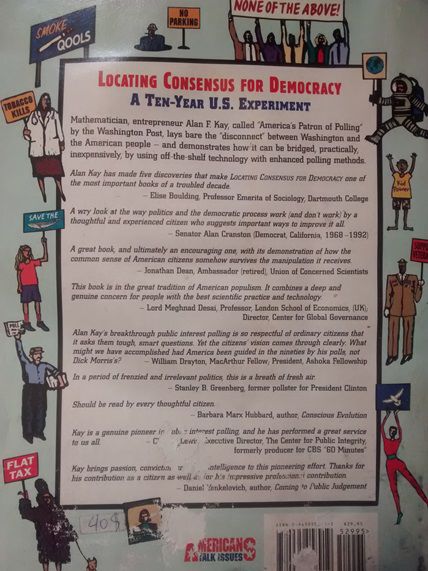 NONE OF THE ABOVE!
NO
PARKING
SMOKE
QOOLS
LOCATING CONSENSUS FOR DEMOCRACY
A TEN-YEAR U.S. EXPERIMENT
TOBACCO
KILLS
Mathematician, entrepreneur Alan F. Kay, called "America's Patron of Polling"
by the Washington Post, lays bare the "disconnect" between Washington and
the American people – and demonstrates how it can be bridged, practically,
inexpensively, by using off-the-shelf technology with enhanced polling methods.
Alan Kay has made five discoveries that make LOCATING CONSENSUS FOR DEMOCRACY one of
the most important books of a troubled decade.
– Elise Boulding, Professor Emerita of Sociology, Dartmouth College
Kid
Power
A wry look at the way politics and the democratic process work (and don't work) by a
thoughtful and experienced citizen who suggests important ways to improve it all.
– Senator Alan Cranston (Democrat, California, 1968–1992)
SAVE THE
A great book, and ultimately an encouraging one, with its demonstration of how the
common sense of American citizens somehow survives the manipulation it receives.
– Jonathan Dean, Ambassador (retired), Union of Concerned Scientists
This book is in the great tradition of American populism. It combines a deep and
genuine concern for people with the best scientific practice and technology.
– Lord Meghnad Desai, Professor, London School of Economics, (UK);
Director, Center for Global Governance
Alan Kay's breakthrough public interest polling is so respectful of ordinary citizens that
it asks them tough, smart questions. Yet the citizens' vision comes through clearly. What
might we have accomplished had America been guided in the nineties by his polls, not
Dick Morris's?
– William Drayton, MacArthur Fellow, President, Ashoka Fellowship
In a period of frenzied and irrelevant politics, this is a breath of fresh air.
– Stanley B. Greenberg, former pollster for President Clinton
Should be read by every thoughtful citizen.
– Barbara Marx Hubbard, author, Conscious Evolution
Kay is a genuine pioneer in public interest polling, and he has performed a great service
to us all.
– C Lewis, Executive Director, The Center for Public Integrity,
formerly producer for CBS "60 Minutes"
FLAT
TAX
Kay brings passion, conviction intelligence to this pioneering effort. Thanks for
his contribution as a citizen as well as for his impressive professional contribution.
– Daniel Yankelovich, author, Coming to Public Judgement
AMERICANS
TALK ISSUES
$29.95
52995>